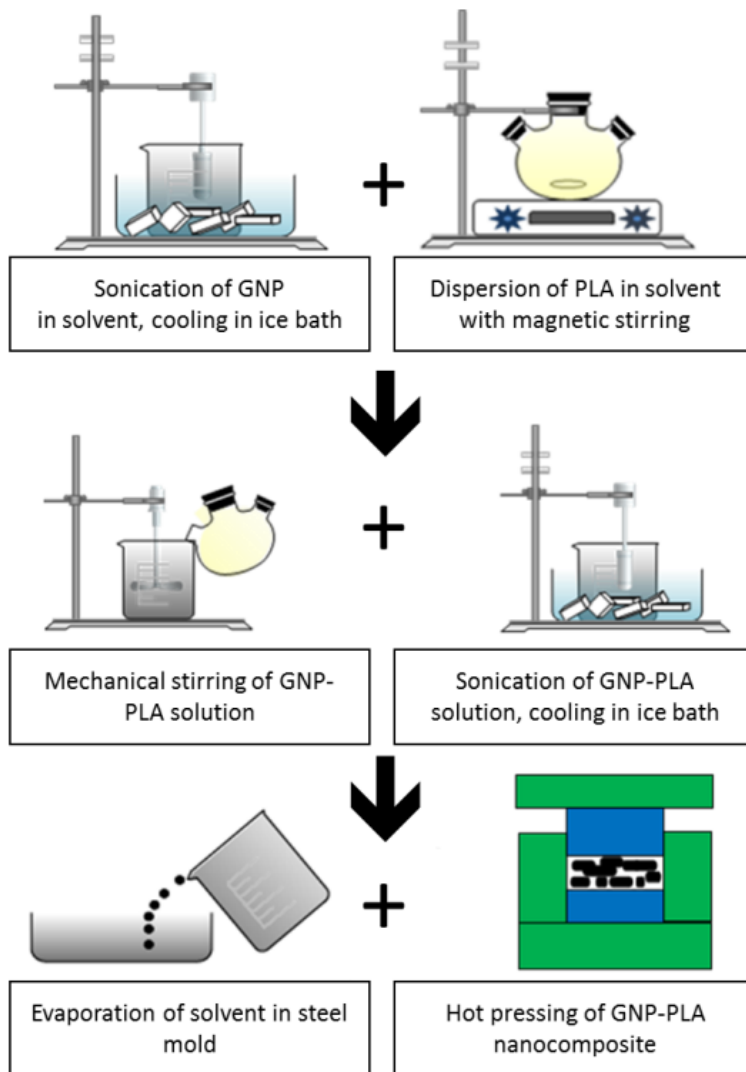 Sonication of GNP
in solvent, cooling in ice bath
Dispersion of PLA in solvent
with magnetic stirring
Mechanical stirring of GNP-
PLA solution
Sonication of GNP-PLA
solution, cooling in ice bath
Evaporation of solvent in steel
mold
Hot pressing of GNP-PLA
nanocomposite